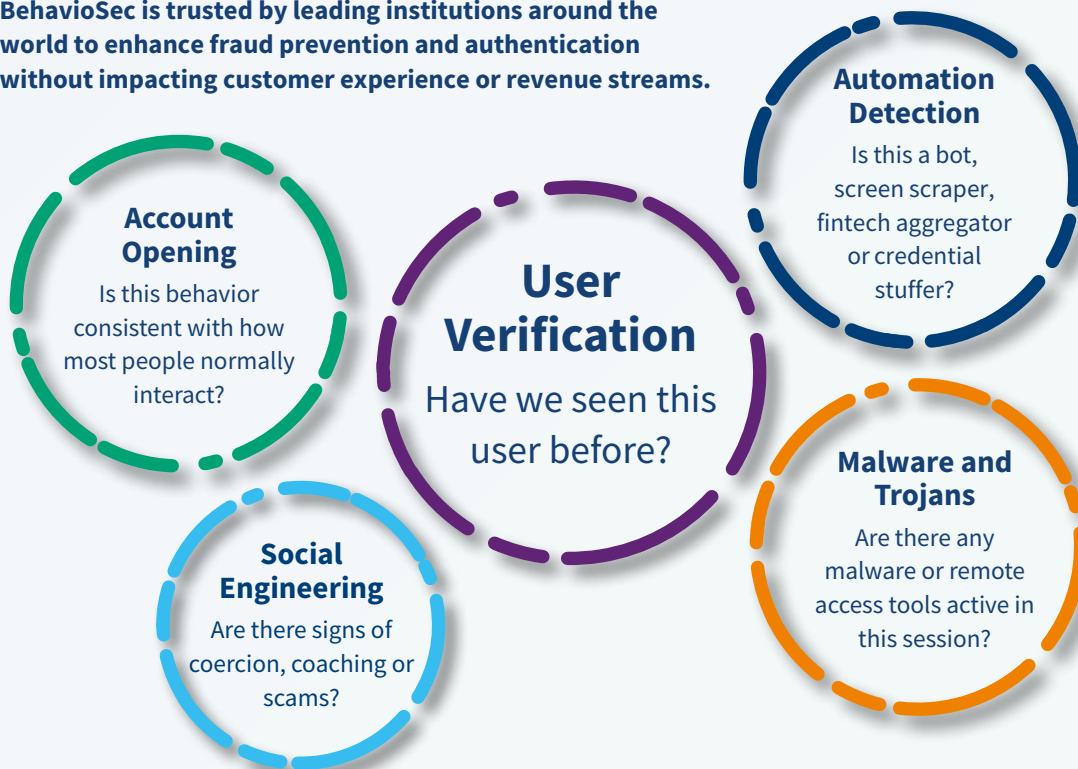 BehavioSec is trusted by leading institutions around the
world to enhance fraud prevention and authentication
without impacting customer experience or revenue streams.
Account
Opening
Is this behavior
consistent with how
most people normally
interact?
User
Verification
Have we seen this
user before?
Automation
Detection
Is this a bot,
screen scraper,
fintech aggregator
or credential
stuffer?
Social
Engineering
Are there signs of
coercion, coaching or
scams?
Malware and
Trojans
Are there any
malware or remote
access tools active in
this session?